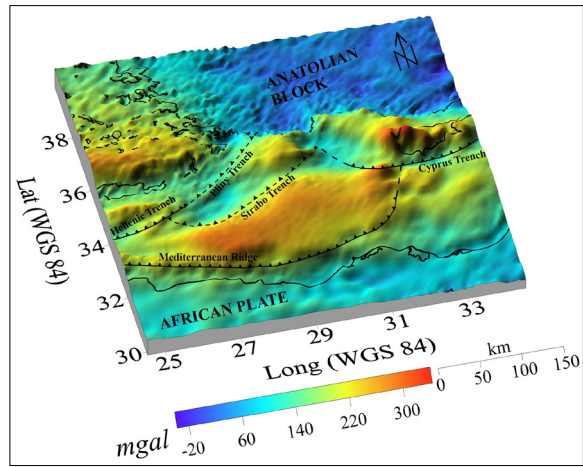 ANATOLIAN
BLOCK
N
38
36
34
32
30
Lat (WGS 84)
Hellenic Trench
Pliny Trench
Strabo Trench
Cyprus Trench
Mediterranean Ridge
AFRICAN PLATE
25
27
29
31
33
Long (WGS 84)
km
0 50 100 150
mgal
-20 60 140 220 300